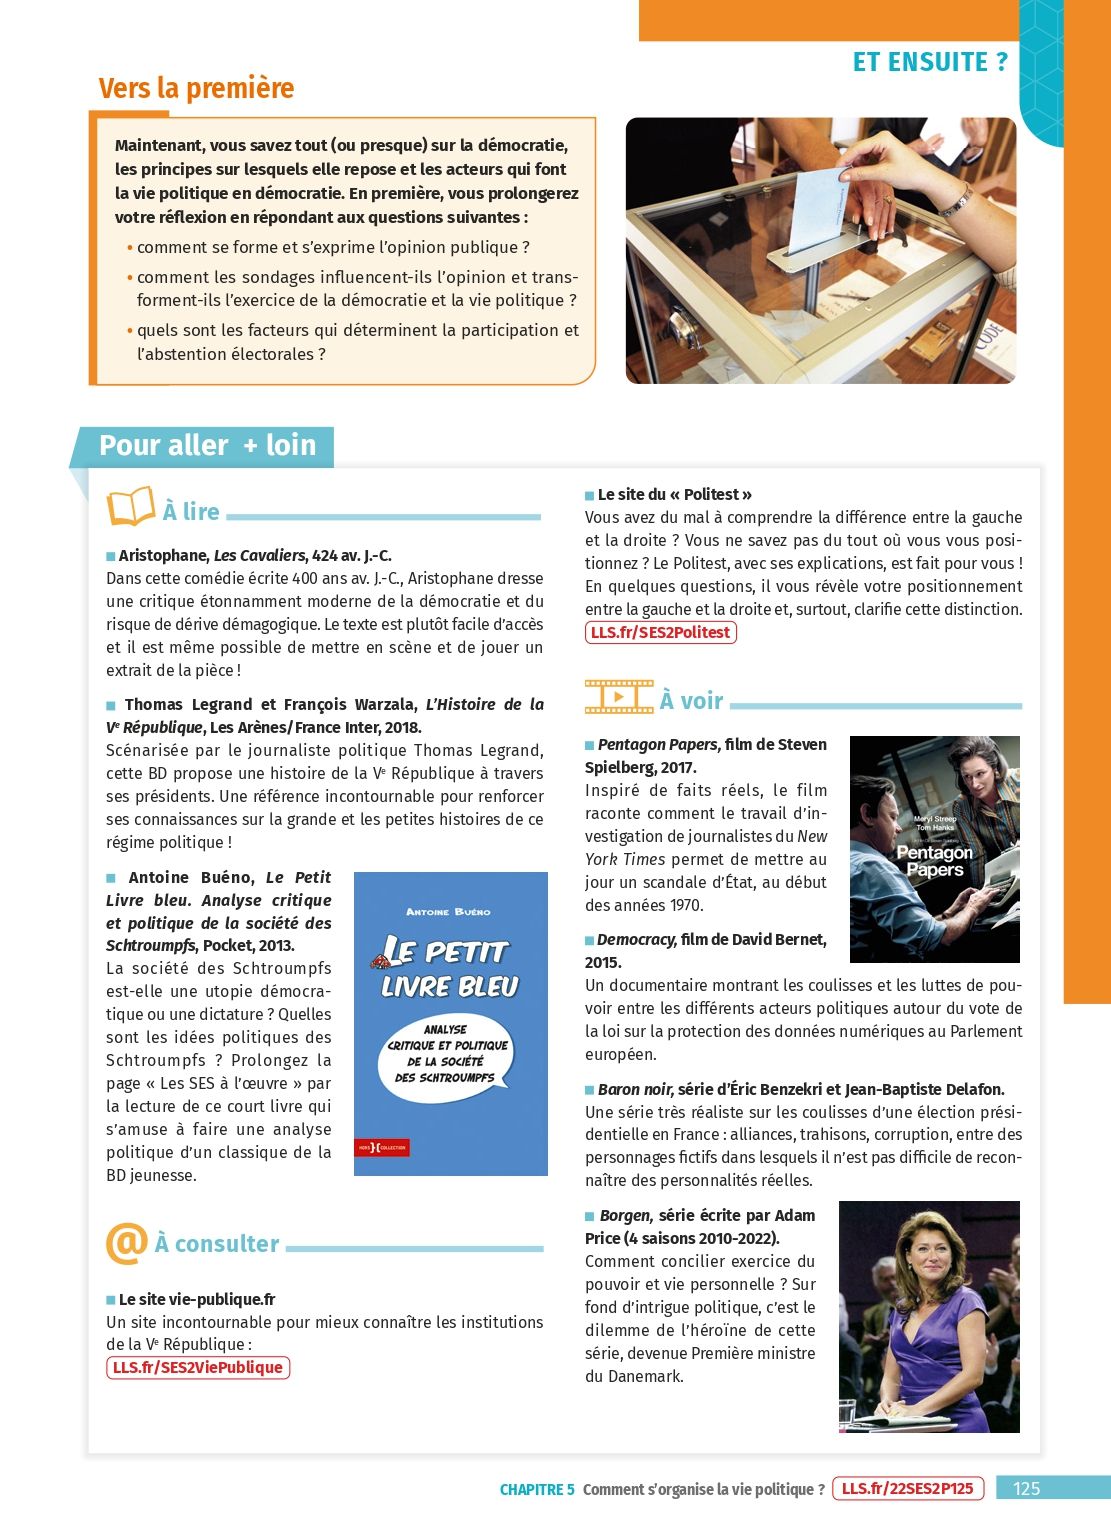 ET ENSUITE ?
Vers la première
Maintenant, vous savez tout (ou presque) sur la démocratie,
les principes sur lesquels elle repose et les acteurs qui font
la vie politique en démocratie. En première, vous prolongerez
votre réflexion en répondant aux questions suivantes :
• comment se forme et s’exprime l’opinion publique ?
• comment les sondages influencent-ils l’opinion et trans-
forment-ils l’exercice de la démocratie et la vie politique ?
• quels sont les facteurs qui déterminent la participation et
l’abstention électorales ?
CODE
Pour aller + loin
À lire
Aristophane, Les Cavaliers, 424 av. J.-C.
Dans cette comédie écrite 400 ans av. J.-C., Aristophane dresse
une critique étonnamment moderne de la démocratie et du
risque de dérive démagogique. Le texte est plutôt facile d’accès
et il est même possible de mettre en scène et de jouer un
extrait de la pièce !
Thomas Legrand et François Warzala, L’Histoire de la
Ve République, Les Arènes/France Inter, 2018.
Scénarisée par le journaliste politique Thomas Legrand,
cette BD propose une histoire de la Ve République à travers
ses présidents. Une référence incontournable pour renforcer
ses connaissances sur la grande et les petites histoires de ce
régime politique !
Antoine Buéno, Le Petit
Livre bleu. Analyse critique
et politique de la société des
Schtroumpfs, Pocket, 2013.
La société des Schtroumpfs
est-elle une utopie démocra-
tique ou une dictature ? Quelles
sont les idées politiques des
Schtroumpfs ? Prolongez la
page « Les SES à l’œuvre » par
la lecture de ce court livre qui
s’amuse à faire une analyse
politique d’un classique de la
BD jeunesse.
ANTOINE BUÉNO
LE PETIT
LIVRE BLEU
ANALYSE
CRITIQUE ET POLITIQUE
DE LA SOCIÉTÉ
DES SCHTROUMPFS
HORS COLLECTION
@ À consulter
Le site vie-publique.fr
Un site incontournable pour mieux connaître les institutions
de la Ve République :
LLS.fr/SES2ViePublique
Le site du « Politest »
Vous avez du mal à comprendre la différence entre la gauche
et la droite ? Vous ne savez pas du tout où vous vous posi-
tionnez ? Le Politest, avec ses explications, est fait pour vous !
En quelques questions, il vous révèle votre positionnement
entre la gauche et la droite et, surtout, clarifie cette distinction.
LLS.fr/SES2Politest
À voir
Pentagon Papers, film de Steven
Spielberg, 2017.
Inspiré de faits réels, le film
raconte comment le travail d’in-
vestigation de journalistes du New
York Times permet de mettre au
jour un scandale d’État, au début
des années 1970.
Meryl Streep
Tom Hanks
Pentagon
Papers
Democracy, film de David Bernet,
2015.
Un documentaire montrant les coulisses et les luttes de pou-
voir entre les différents acteurs politiques autour du vote de
la loi sur la protection des données numériques au Parlement
européen.
Baron noir, série d’Éric Benzekri et Jean-Baptiste Delafon.
Une série très réaliste sur les coulisses d’une élection prési-
dentielle en France : alliances, trahisons, corruption, entre des
personnages fictifs dans lesquels il n’est pas difficile de recon-
naître des personnalités réelles.
Borgen, série écrite par Adam
Price (4 saisons 2010-2022).
Comment concilier exercice du
pouvoir et vie personnelle ? Sur
fond d’intrigue politique, c’est le
dilemme de l’héroïne de cette
série, devenue Première ministre
du Danemark.
CHAPITRE 5 Comment s’organise la vie politique ? LLS.fr/22SES2P125 125